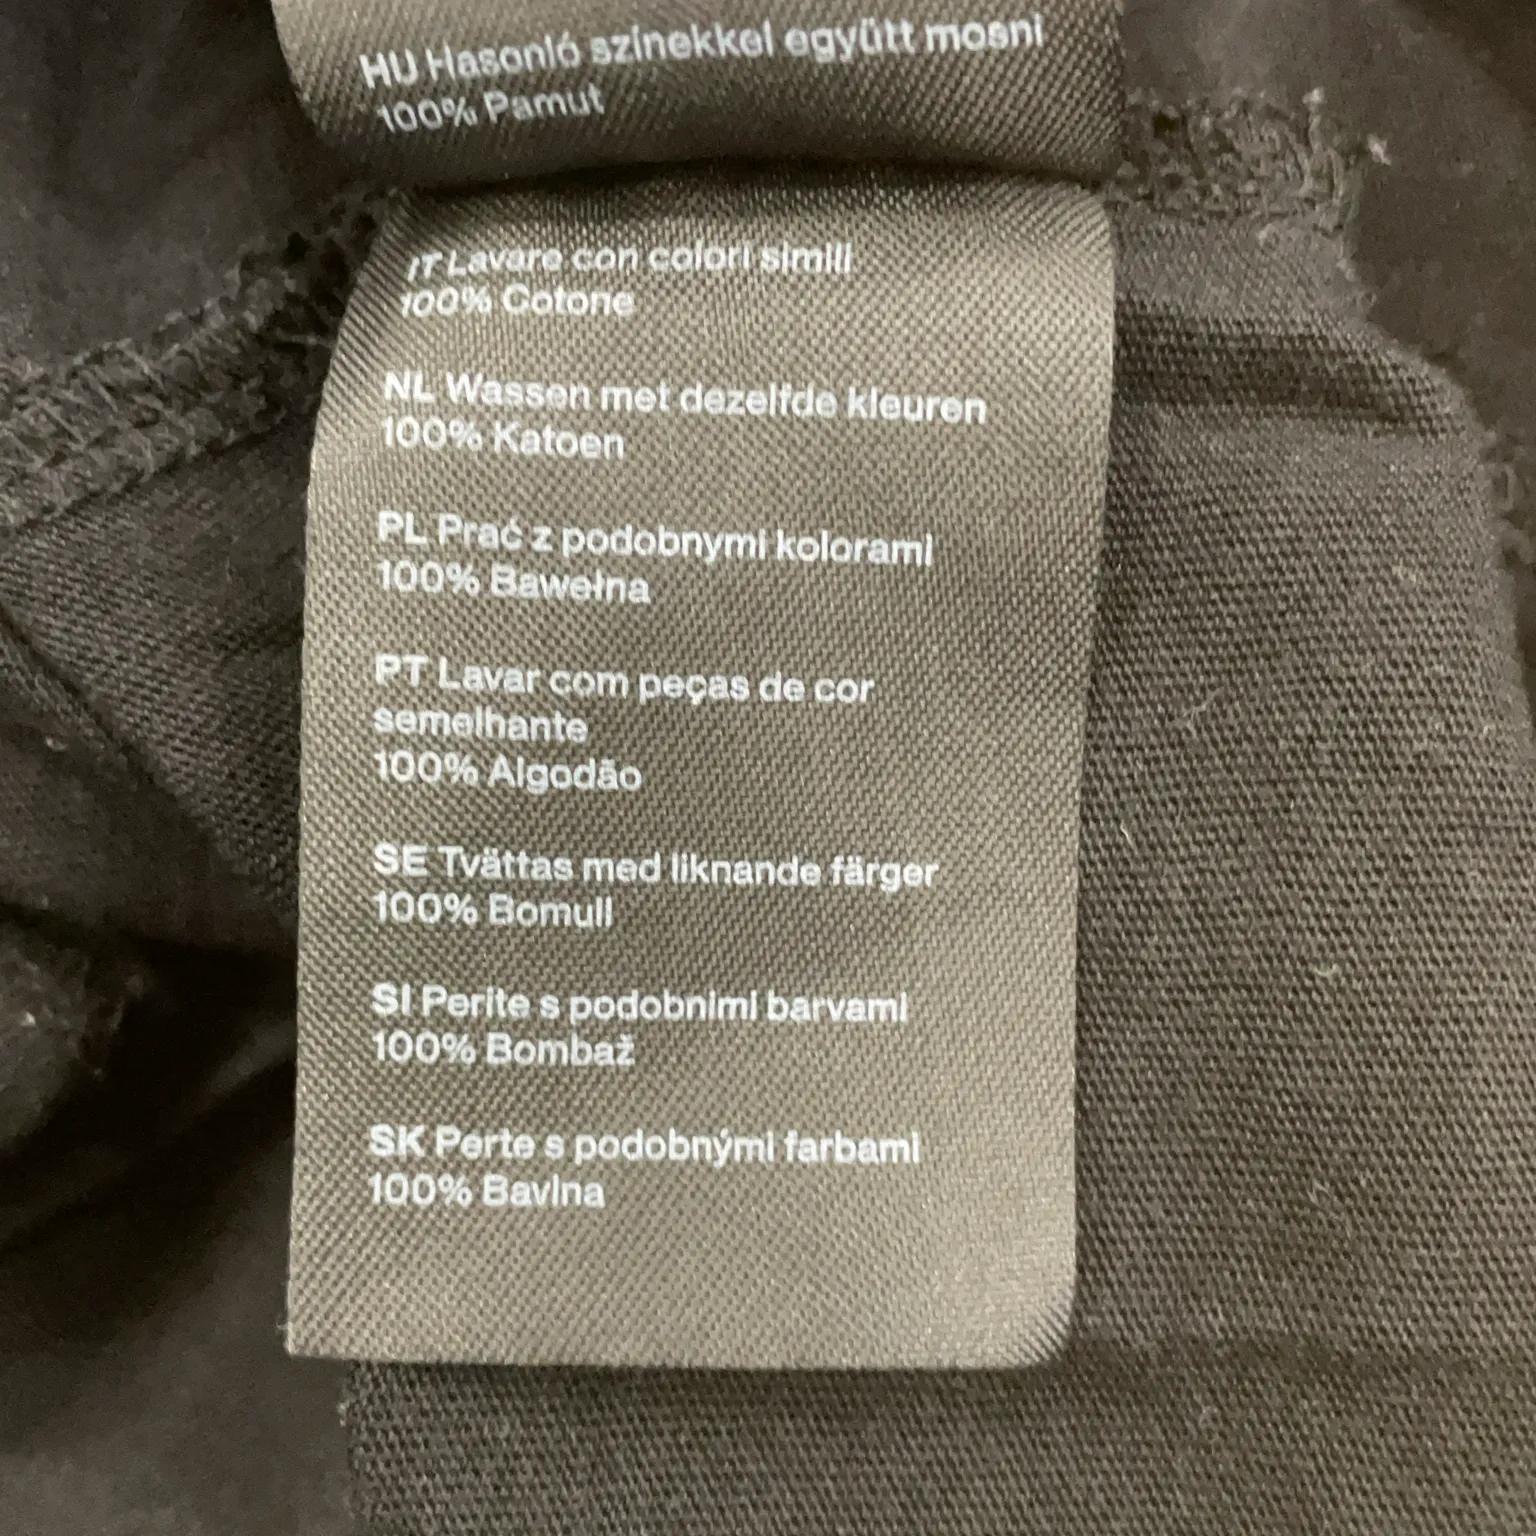 HU Hasonló színekkel együtt mosni
100% Pamut
IT Lavare con colori simili
100% Cotone
NL Wassen met dezelfde kleuren
100% Katoen
PL Prać z podobnymi kolorami
100% Bawełna
PT Lavar com peças de cor
semelhante
100% Algodão
SE Tvättas med liknande färger
100% Bomull
SI Perite s podobnimi barvami
100% Bombaž
SK Perte s podobnými farbami
100% Bavlna